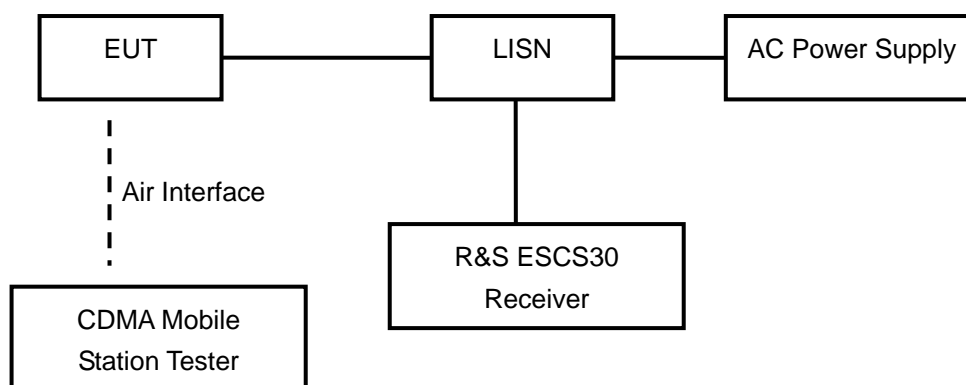 EUT
LISN
AC Power Supply
Air Interface
R&S ESCS30
Receiver
CDMA Mobile
Station Tester